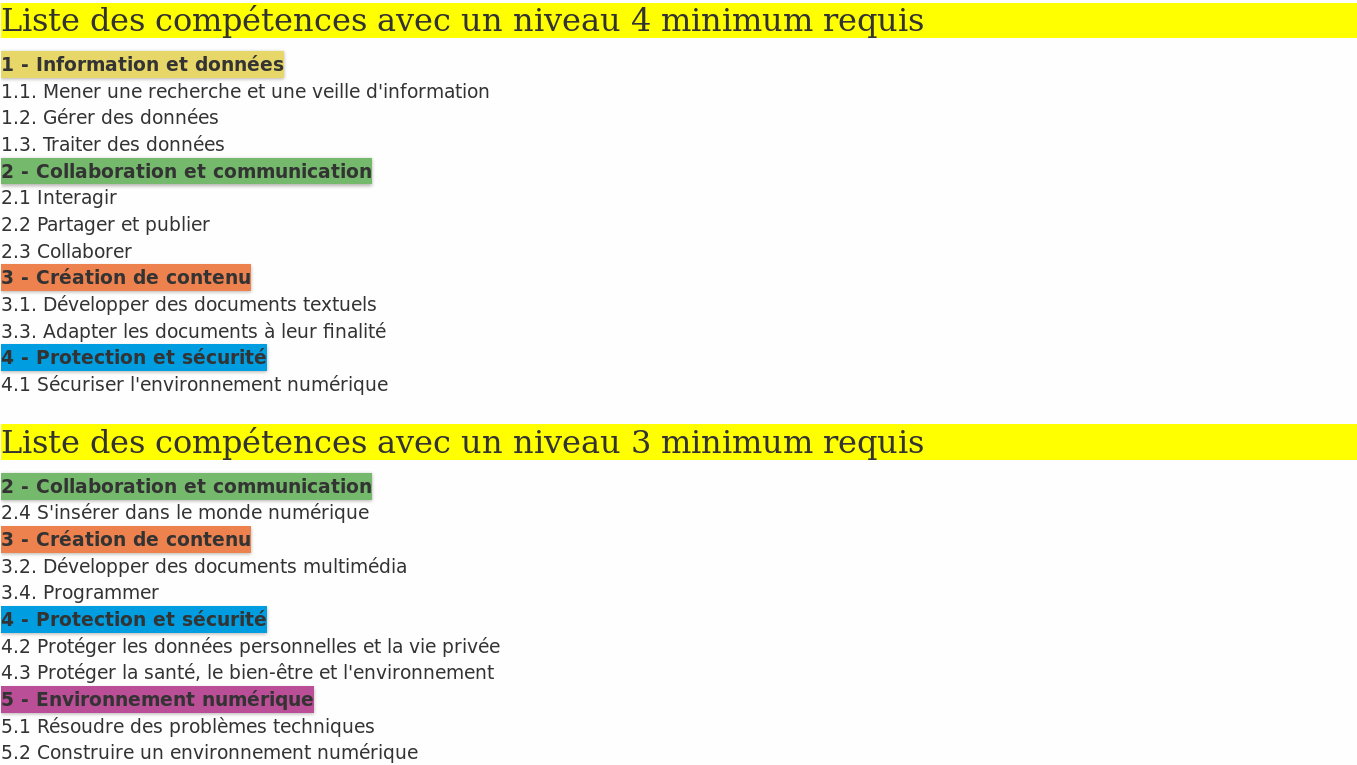 Liste des compétences avec un niveau 4 minimum requis
1 - Information et données
1.1. Mener une recherche et une veille d'information
1.2. Gérer des données
1.3. Traiter des données
2 - Collaboration et communication
2.1 Interagir
2.2 Partager et publier
2.3 Collaborer
3 - Création de contenu
3.1. Développer des documents textuels
3.3. Adapter les documents à leur finalité
4 - Protection et sécurité
4.1 Sécuriser l'environnement numérique
Liste des compétences avec un niveau 3 minimum requis
2 - Collaboration et communication
2.4 S'insérer dans le monde numérique
3 - Création de contenu
3.2. Développer des documents multimédia
3.4. Programmer
4 - Protection et sécurité
4.2 Protéger les données personnelles et la vie privée
4.3 Protéger la santé, le bien-être et l'environnement
5 - Environnement numérique
5.1 Résoudre des problèmes techniques
5.2 Construire un environnement numérique